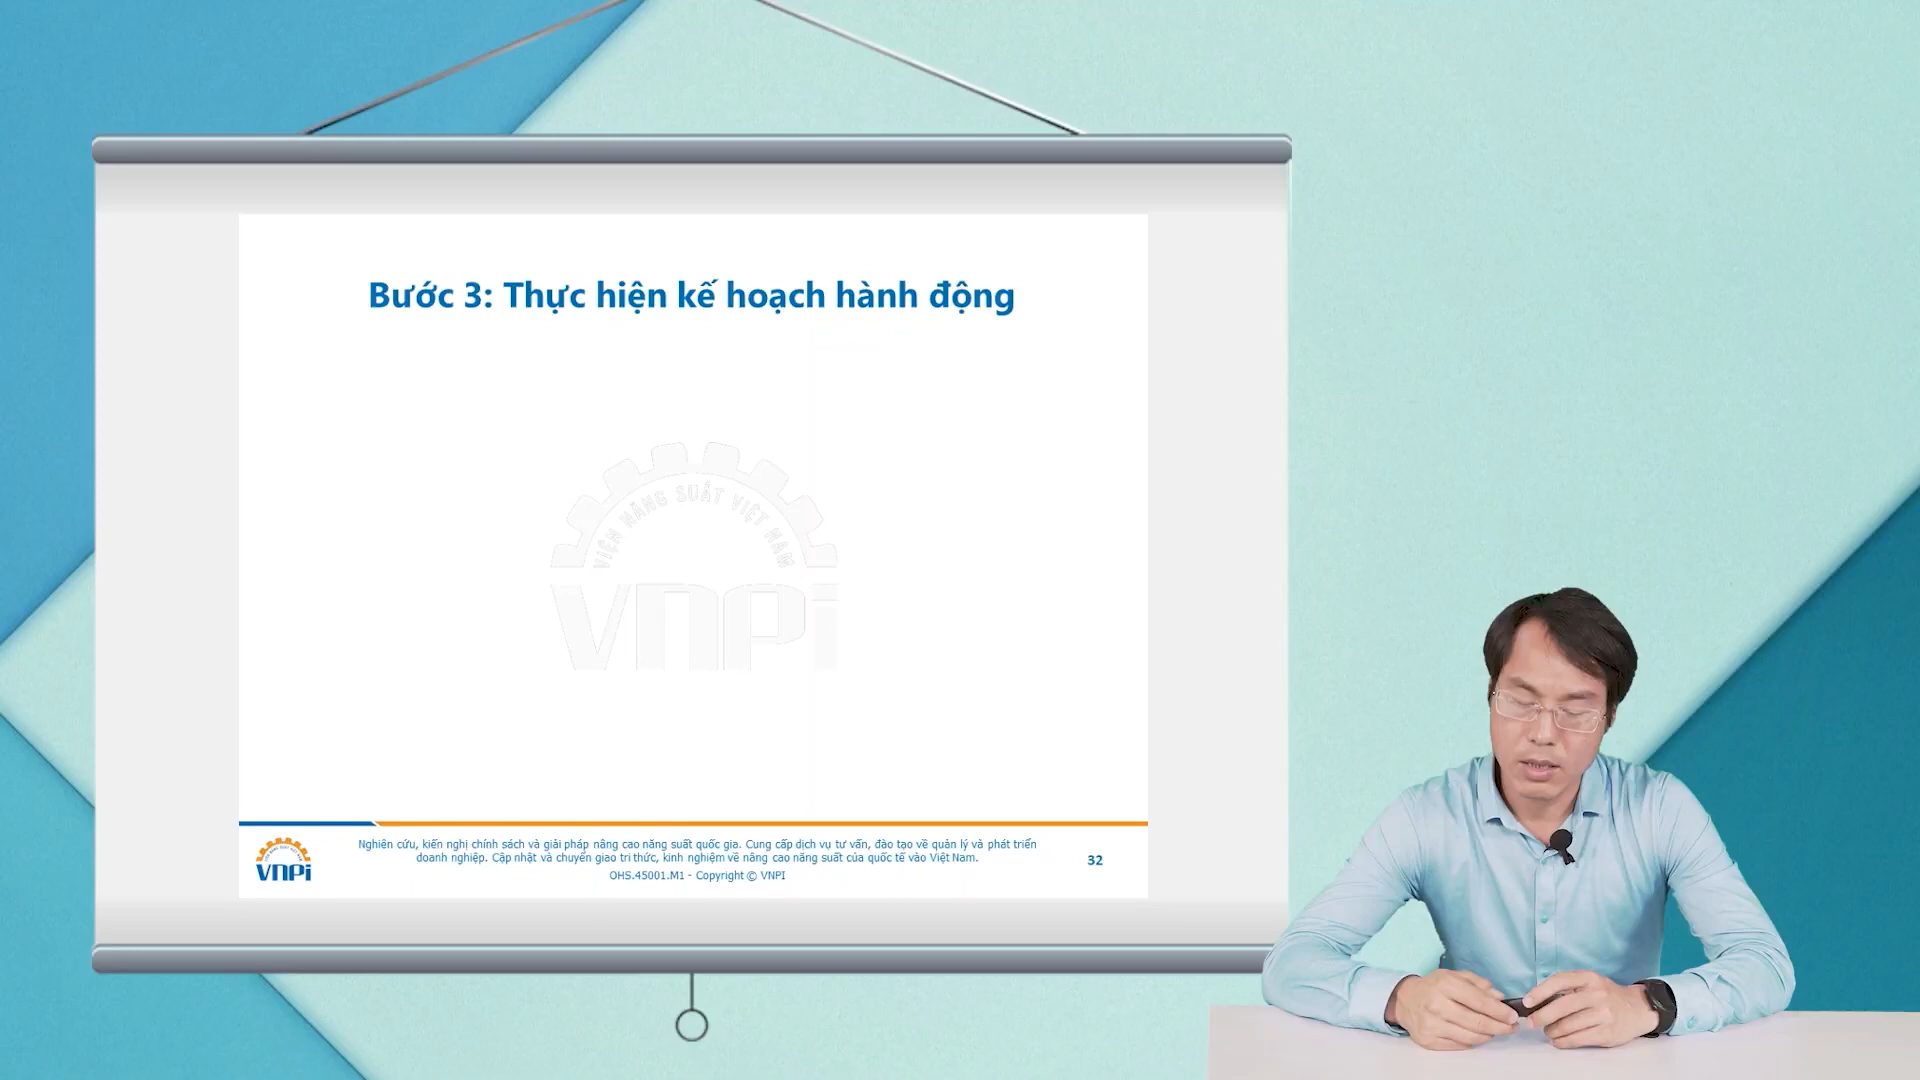 Bước 3: Thực hiện kế hoạch hành động
VIỆN NĂNG SUẤT VIỆT NAM
VNPi
VNPi
Nghiên cứu, kiến nghị chính sách và giải pháp nâng cao năng suất quốc gia. Cung cấp dịch vụ tư vấn, đào tạo về quản lý và phát triển
doanh nghiệp. Cập nhật và chuyển giao tri thức, kinh nghiệm về nâng cao năng suất của quốc tế vào Việt Nam.
OHS.45001.M1 - Copyright © VNPI
32